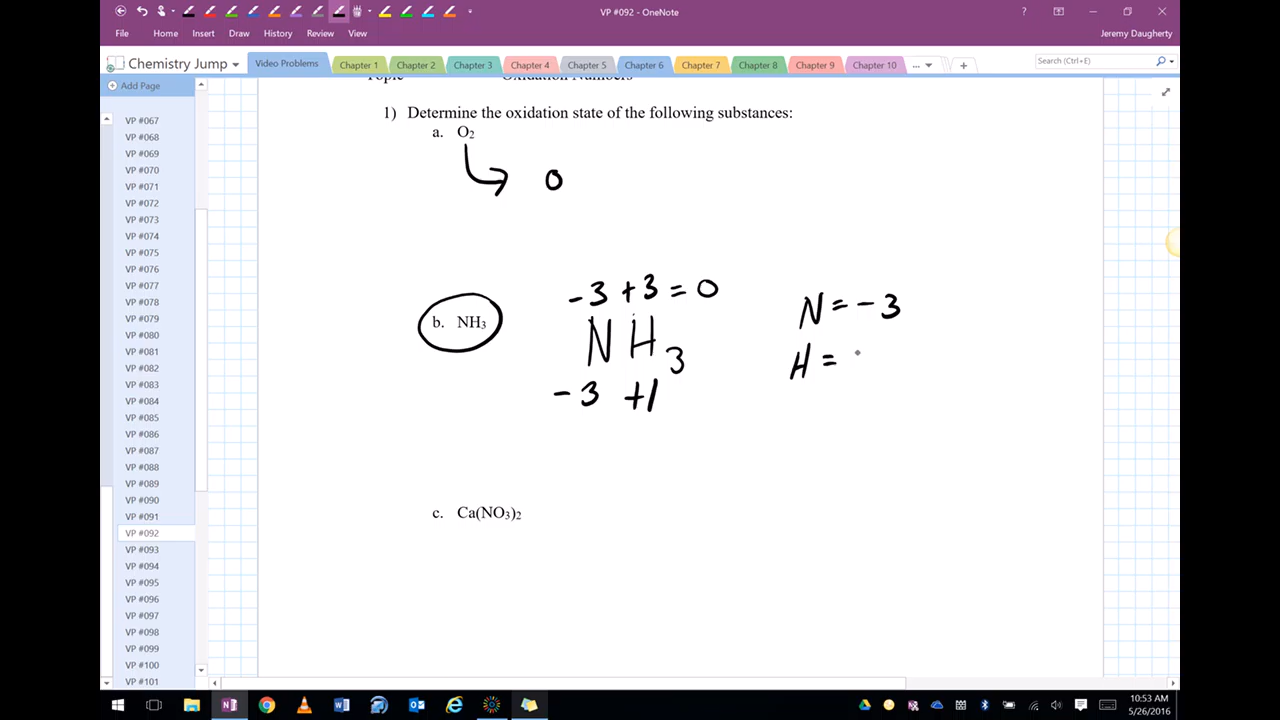 VP #092 - OneNote
?
File
Home
Insert
Draw
History
Review
View
Jeremy Daugherty
Chemistry Jump
Video Problems
Chapter 1
Chapter 2
Chapter 3
Chapter 4
Chapter 5
Chapter 6
Chapter 7
Chapter 8
Chapter 9
Chapter 10
...
+
Search (Ctrl+E)
Add Page
VP #067
VP #068
VP #069
VP #070
VP #071
VP #072
VP #073
VP #074
VP #075
VP #076
VP #077
VP #078
VP #079
VP #080
VP #081
VP #082
VP #083
VP #084
VP #085
VP #086
VP #087
VP #088
VP #089
VP #090
VP #091
VP #092
VP #093
VP #094
VP #095
VP #096
VP #097
VP #098
VP #099
VP #100
VP #101
Topic Oxidation Numbers
1) Determine the oxidation state of the following substances:
a. O₂
0
-3 +3 = 0
b. NH₃
N H₃
-3 +1
N = -3
H =
c. Ca(NO₃)₂
10:53 AM
5/26/2016